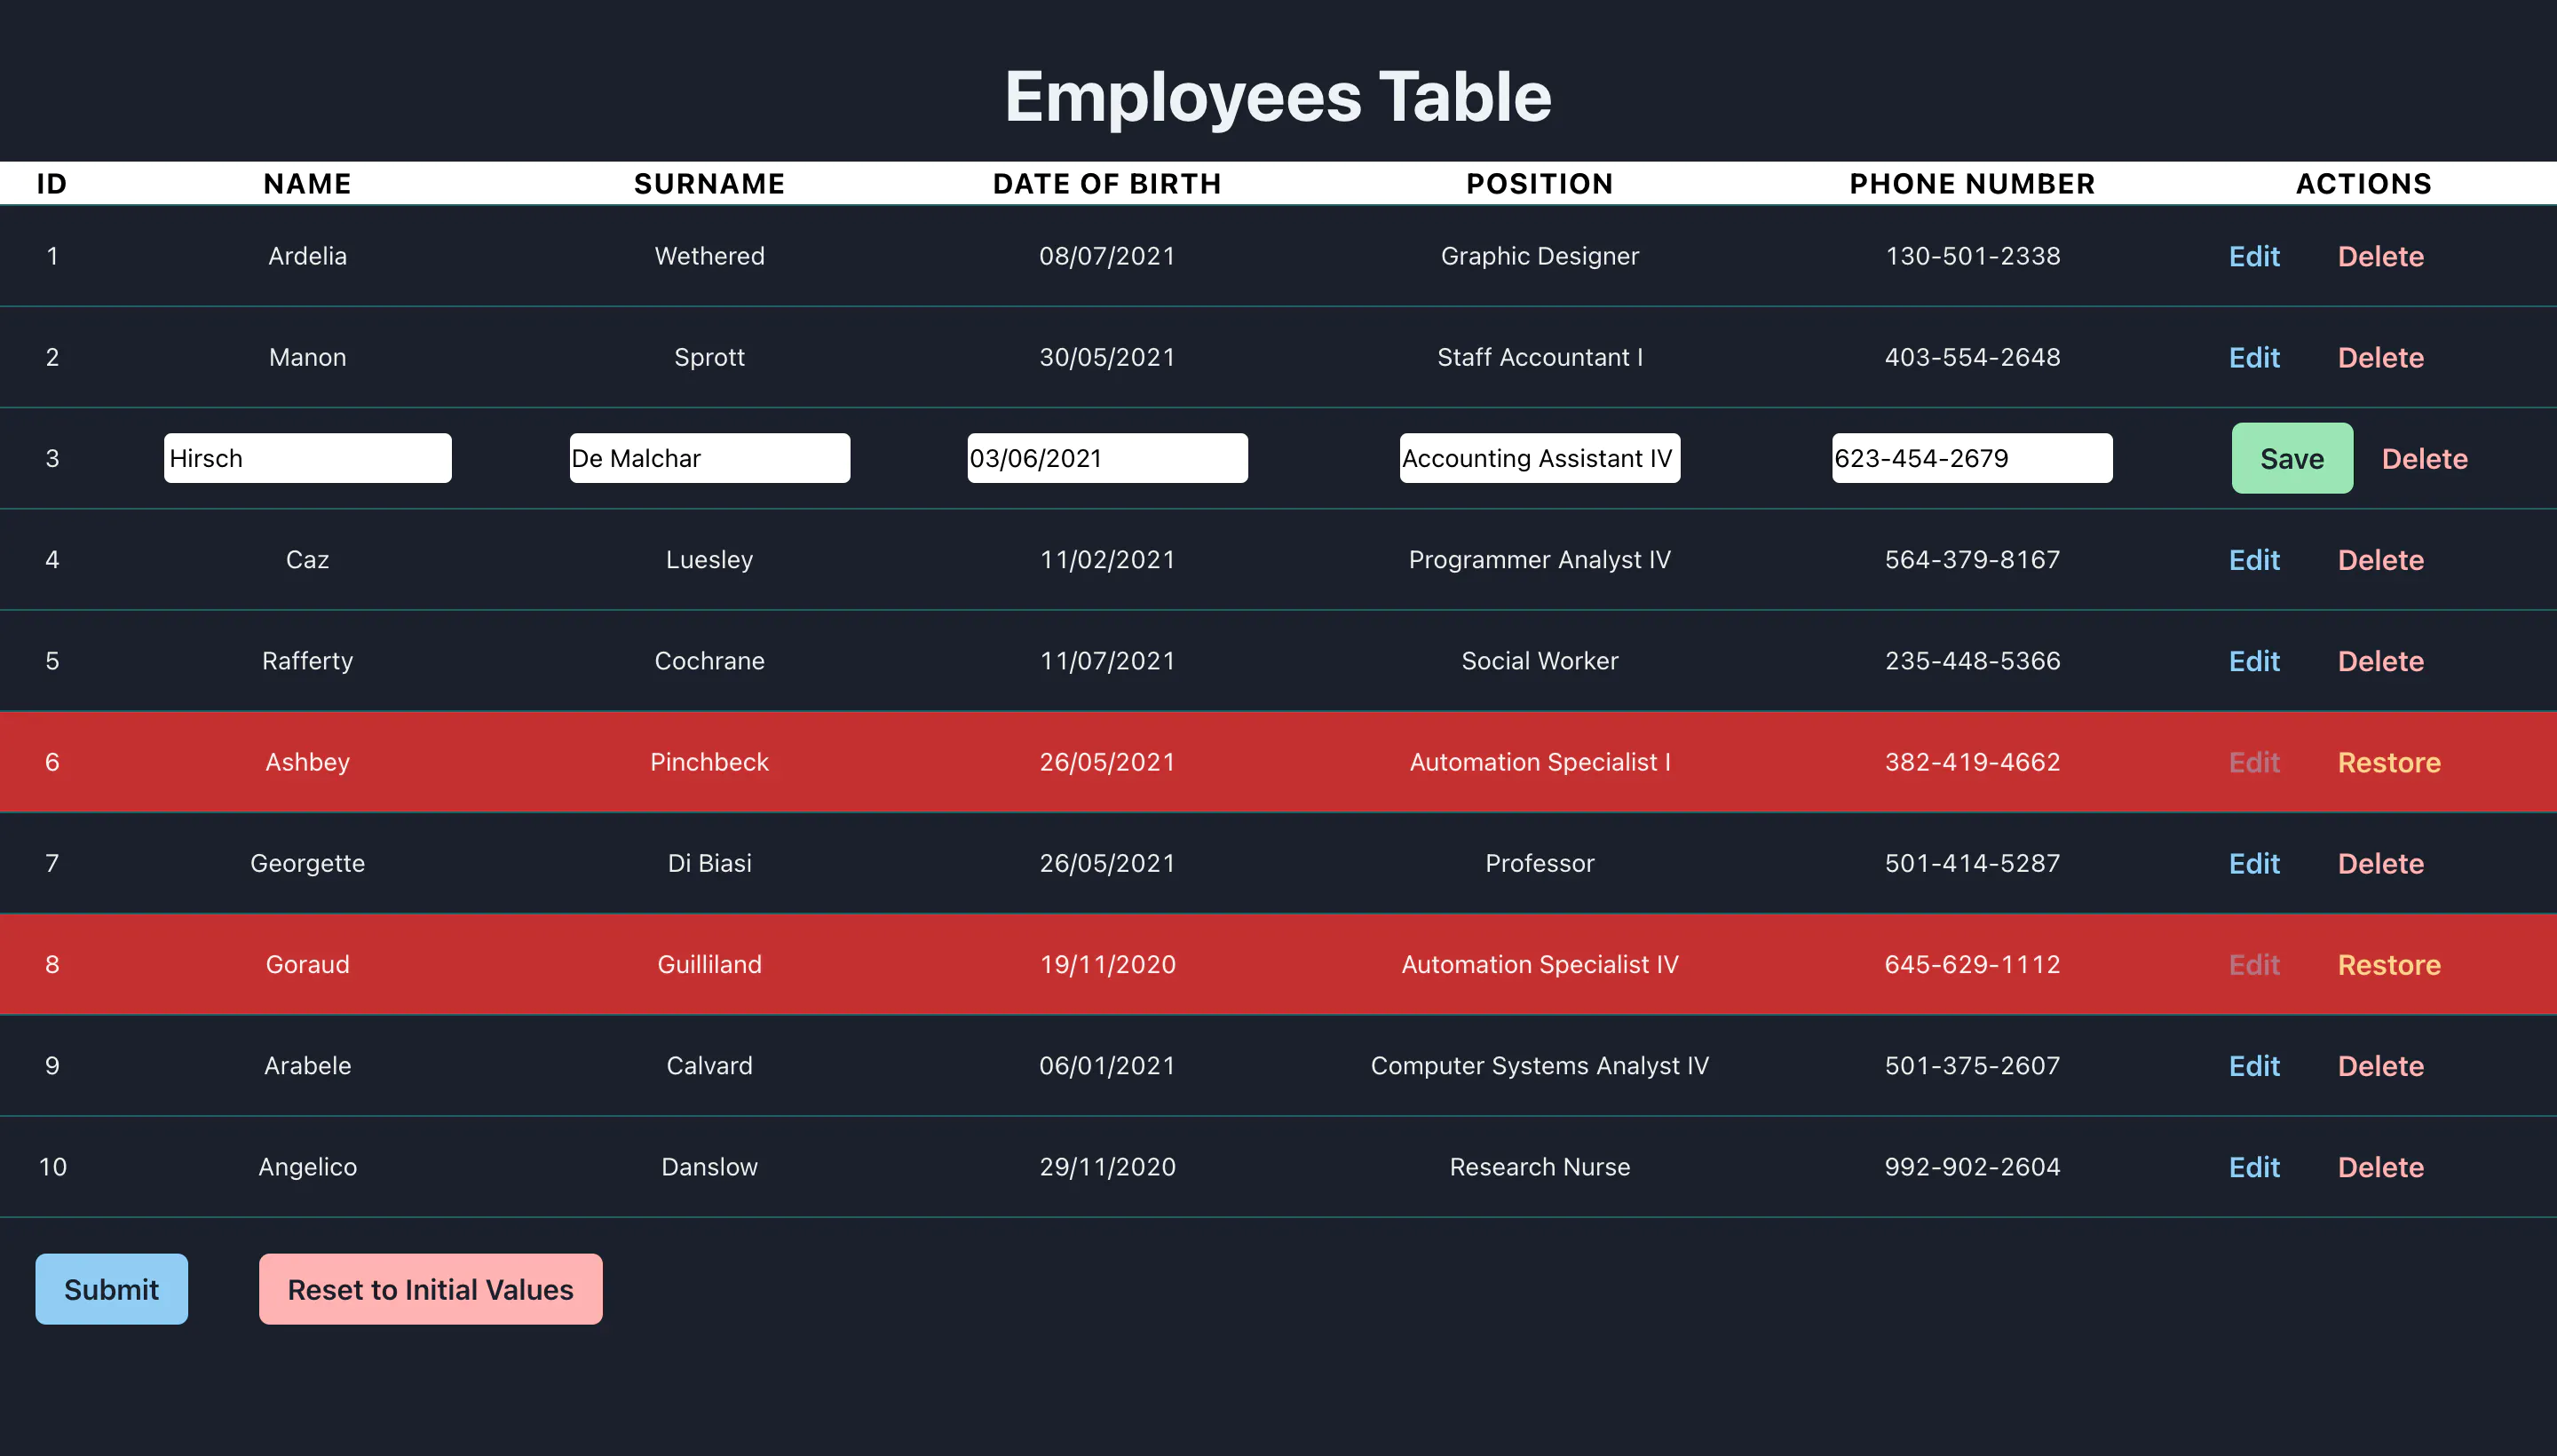 Employees Table
ID NAME SURNAME DATE OF BIRTH POSITION PHONE NUMBER ACTIONS
1 Ardelia Wethered 08/07/2021 Graphic Designer 130-501-2338 Edit Delete
2 Manon Sprott 30/05/2021 Staff Accountant I 403-554-2648 Edit Delete
3 Hirsch De Malchar 03/06/2021 Accounting Assistant IV 623-454-2679 Save Delete
4 Caz Luesley 11/02/2021 Programmer Analyst IV 564-379-8167 Edit Delete
5 Rafferty Cochrane 11/07/2021 Social Worker 235-448-5366 Edit Delete
6 Ashbey Pinchbeck 26/05/2021 Automation Specialist I 382-419-4662 Edit Restore
7 Georgette Di Biasi 26/05/2021 Professor 501-414-5287 Edit Delete
8 Goraud Guilliland 19/11/2020 Automation Specialist IV 645-629-1112 Edit Restore
9 Arabele Calvard 06/01/2021 Computer Systems Analyst IV 501-375-2607 Edit Delete
10 Angelico Danslow 29/11/2020 Research Nurse 992-902-2604 Edit Delete
Submit Reset to Initial Values